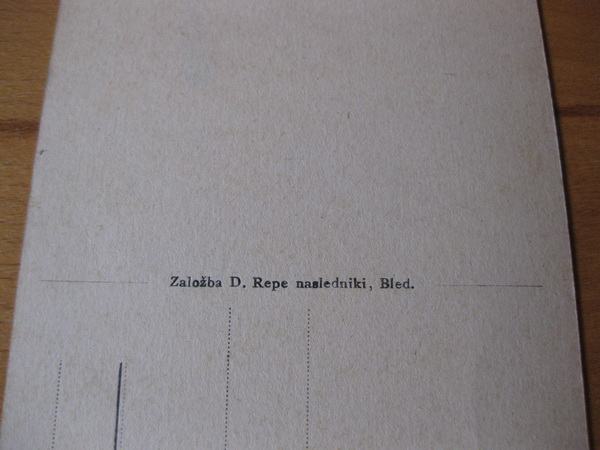 Založba D. Repe nasledniki, Bled.